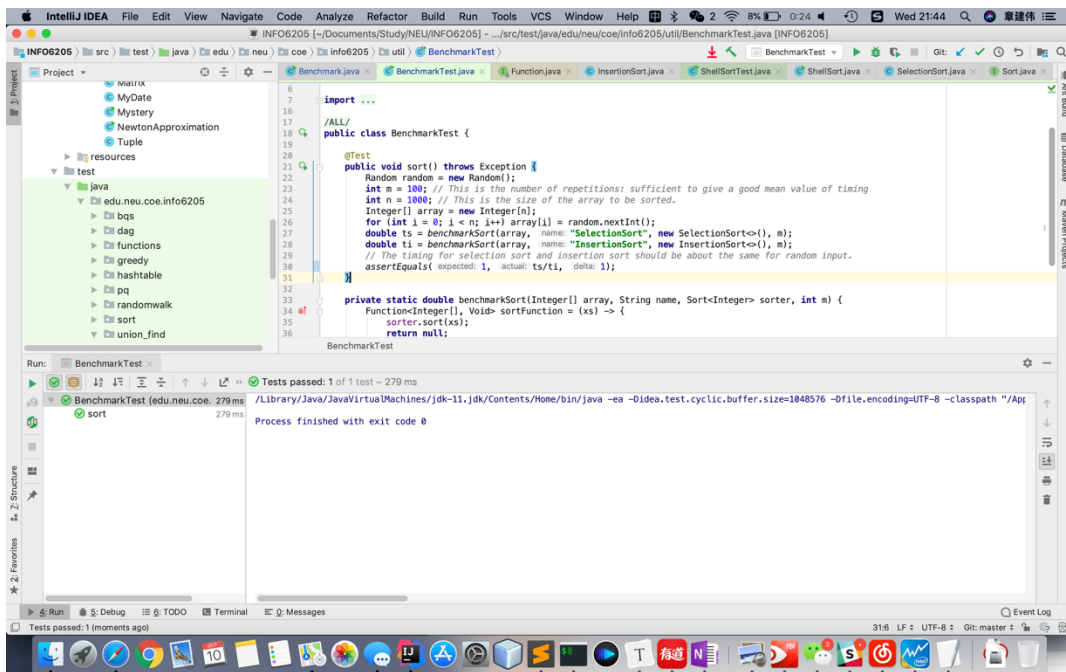 IntelliJ IDEA File Edit View Navigate Code Analyze Refactor Build Run Tools VCS Window Help 2 8% 0:24 Wed 21:44 章建伟
INFO6205 [~/Documents/Study/NEU/INFO6205] - .../src/test/java/edu/neu/coe/info6205/util/BenchmarkTest.java [INFO6205]
INFO6205 src test java edu neu coe info6205 util BenchmarkTest BenchmarkTest Git:
Project Benchmark.java BenchmarkTest.java Function.java InsertionSort.java ShellSortTest.java ShellSort.java SelectionSort.java Sort.java
1: Project
Ant Build
Database
Maven Projects
Matrix
MyDate
Mystery
NewtonApproximation
Tuple
resources
test
java
edu.neu.coe.info6205
bqs
dag
functions
greedy
hashtable
pq
randomwalk
sort
union_find
6
7 import ...
16
17 /ALL/
18 public class BenchmarkTest {
19
20 @Test
21 public void sort() throws Exception {
22 Random random = new Random();
23 int m = 100; // This is the number of repetitions: sufficient to give a good mean value of timing
24 int n = 1000; // This is the size of the array to be sorted.
25 Integer[] array = new Integer[n];
26 for (int i = 0; i < n; i++) array[i] = random.nextInt();
27 double ts = benchmarkSort(array, name: "SelectionSort", new SelectionSort<>(), m);
28 double ti = benchmarkSort(array, name: "InsertionSort", new InsertionSort<>(), m);
29 // The timing for selection sort and insertion sort should be about the same for random input.
30 assertEquals( expected: 1, actual: ts/ti, delta: 1);
31 }
32
33 private static double benchmarkSort(Integer[] array, String name, Sort<Integer> sorter, int m) {
34 Function<Integer[], Void> sortFunction = (xs) -> {
35 sorter.sort(xs);
36 return null;
BenchmarkTest
Run: BenchmarkTest
Tests passed: 1 of 1 test – 279 ms
BenchmarkTest (edu.neu.coe. 279 ms
sort 279 ms
/Library/Java/JavaVirtualMachines/jdk-11.jdk/Contents/Home/bin/java -ea -Didea.test.cyclic.buffer.size=1048576 -Dfile.encoding=UTF-8 -classpath "/App
Process finished with exit code 0
Z: Structure
2: Favorites
4: Run 5: Debug 6: TODO Terminal 0: Messages Event Log
Tests passed: 1 (moments ago) 31:6 LF UTF-8 Git: master
OCT
10
IJ
T
有道
N
S